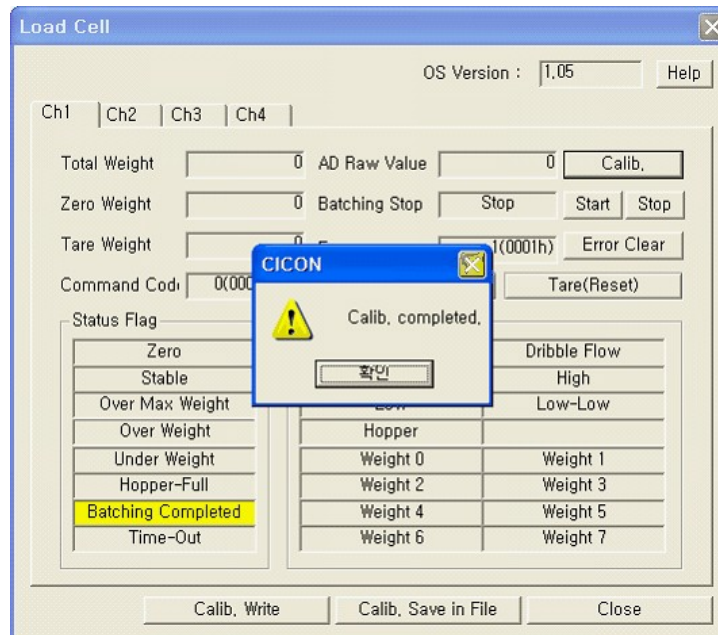 Load Cell
OS Version : 1,05 Help
Ch1 Ch2 Ch3 Ch4
Total Weight 0 AD Raw Value 0 Calib,
Zero Weight 0 Batching Stop Stop Start Stop
Tare Weight 1(0001h) Error Clear
Command Tare(Reset)
CICON
Calib, completed,
확인
Status Flag
Zero Dribble Flow
Stable High
Over Max Weight Low-Low
Over Weight Hopper
Under Weight Weight 0 Weight 1
Hopper-Full Weight 2 Weight 3
Batching Completed Weight 4 Weight 5
Time-Out Weight 6 Weight 7
Calib, Write Calib, Save in File Close